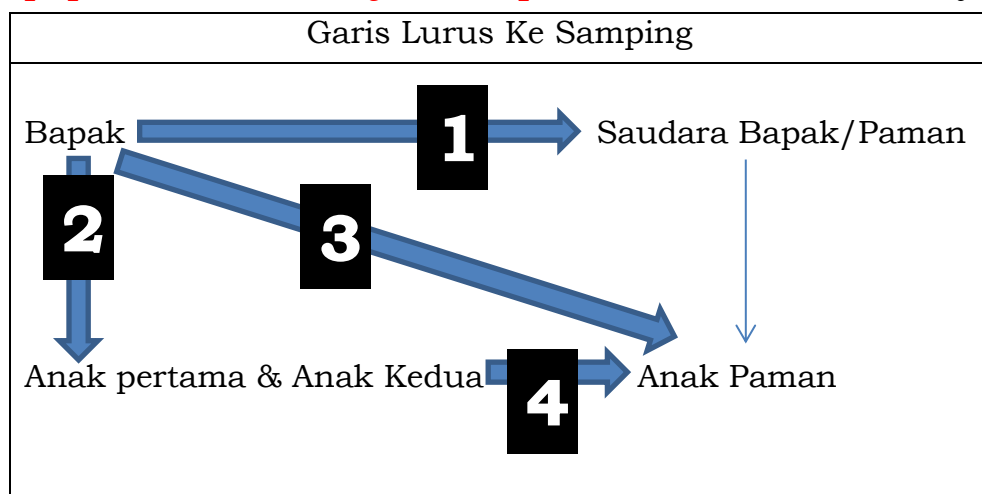 Garis Lurus Ke Samping
Bapak 1 Saudara Bapak/Paman
2 3
Anak pertama & Anak Kedua 4 Anak Paman